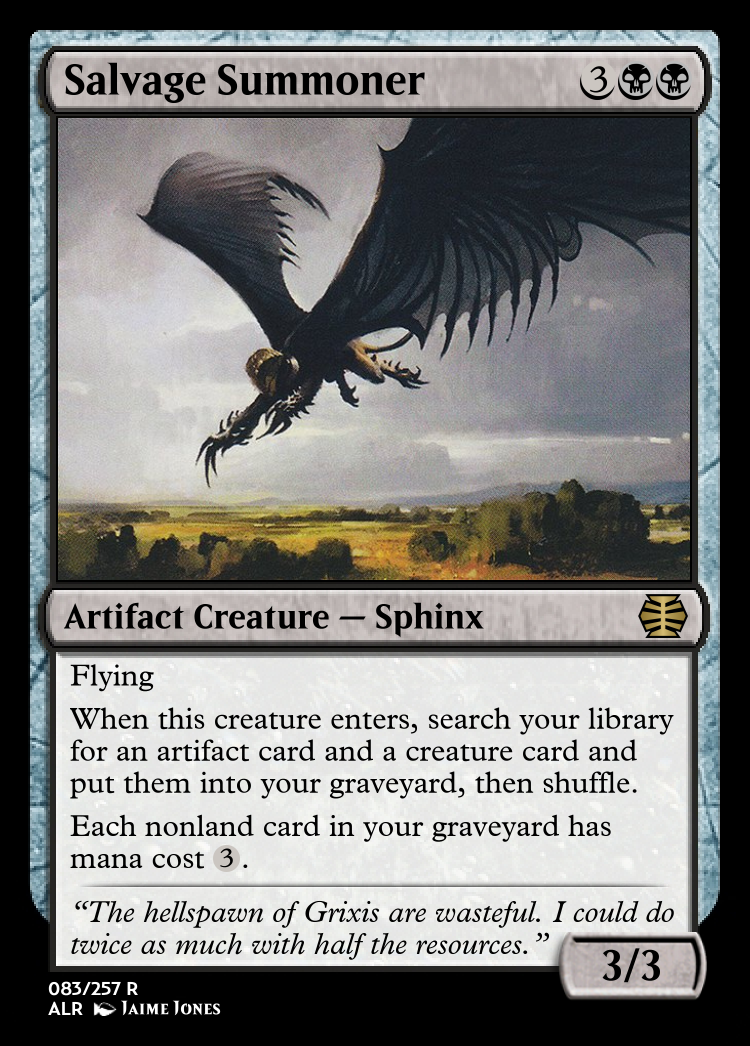 Salvage Summoner 3
Artifact Creature — Sphinx
Flying
When this creature enters, search your library
for an artifact card and a creature card and
put them into your graveyard, then shuffle.
Each nonland card in your graveyard has
mana cost 3.
“The hellspawn of Grixis are wasteful. I could do
twice as much with half the resources.”
3/3
083/257 R
ALR Jaime Jones